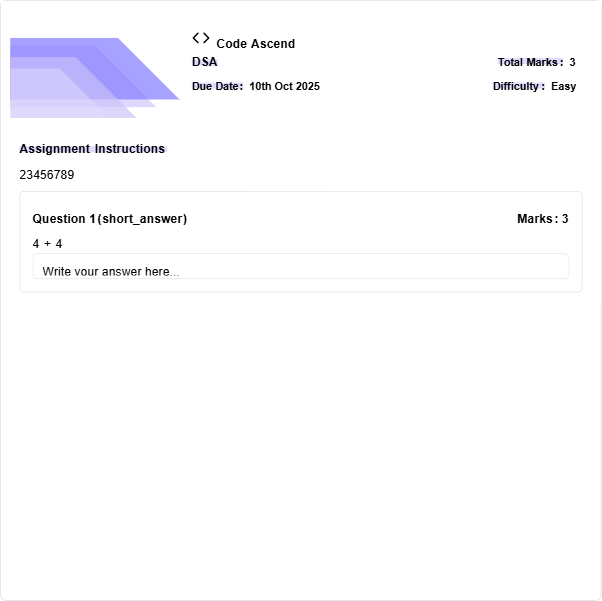 <> Code Ascend
DSA
Total Marks: 3
Due Date: 10th Oct 2025
Difficulty: Easy
Assignment Instructions
23456789
Question 1(short_answer)
Marks: 3
4 + 4
Write your answer here...